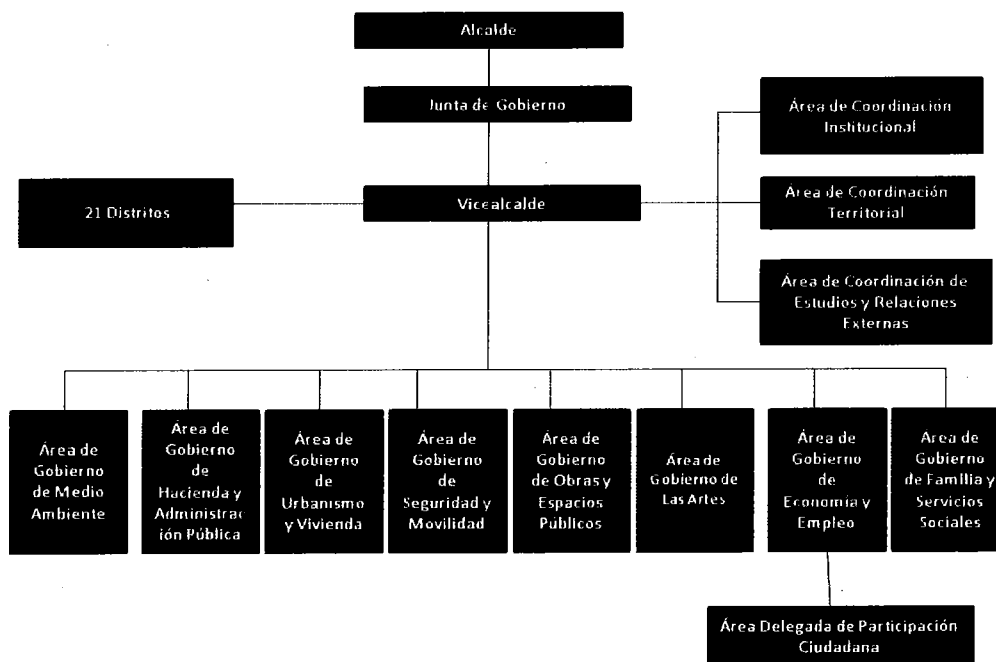 Alcalde
Junta de Gobierno
Área de Coordinación
Institucional
21 Distritos
Vicealcalde
Área de Coordinación
Territorial
Área de Coordinación de
Estudios y Relaciones
Externas
Área de
Gobierno
de Medio
Ambiente
Área de
Gobierno
de
Hacienda y
Administrac
ión Pública
Área de
Gobierno
de
Urbanismo
y Vivienda
Área de
Gobierno
de
Seguridad y
Movilidad
Área de
Gobierno
de Obras y
Espacios
Públicos
Área de
Gobierno de
Las Artes
Área de
Gobierno
de
Economía y
Empleo
Área de
Gobierno
de Familia y
Servicios
Sociales
Área Delegada de Participación
Ciudadana